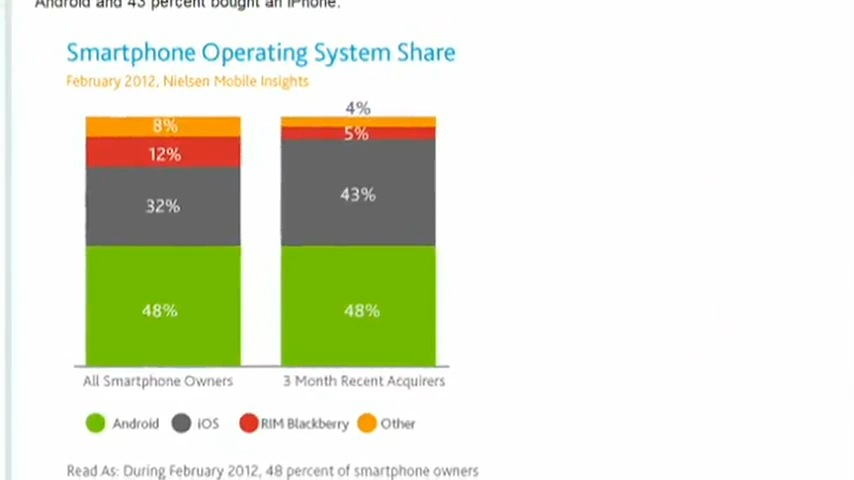 Android and 43 percent bought an iPhone.
Smartphone Operating System Share
February 2012, Nielsen Mobile Insights
4%
8%
5%
12%
43%
32%
48%
48%
All Smartphone Owners
3 Month Recent Acquirers
Android
iOS
RIM Blackberry
Other
Read As: During February 2012, 48 percent of smartphone owners